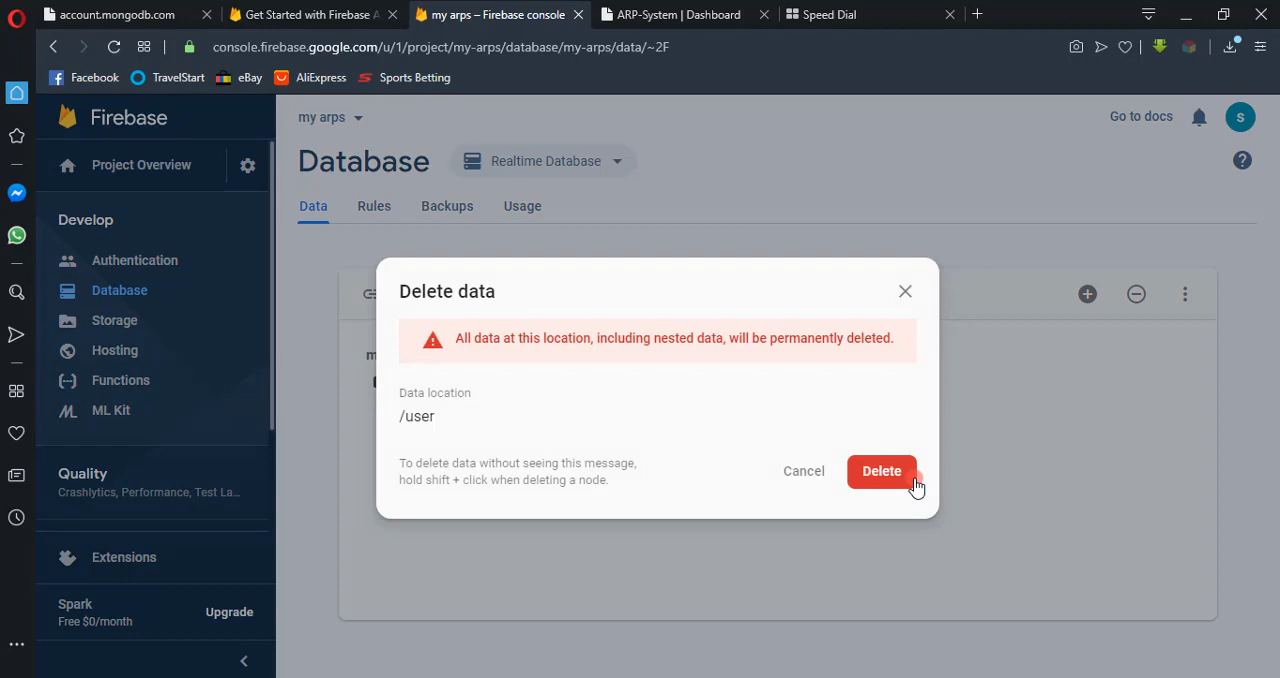 account.mongodb.com
Get Started with Firebase A
my arps – Firebase console
ARP-System | Dashboard
Speed Dial
console.firebase.google.com/u/1/project/my-arps/database/my-arps/data/~2F
Facebook
TravelStart
eBay
AliExpress
Sports Betting
Firebase
my arps
Go to docs
S
Project Overview
Database
Realtime Database
Data
Rules
Backups
Usage
Develop
Authentication
Database
Storage
Hosting
Functions
ML Kit
Quality
Crashlytics, Performance, Test La...
Extensions
Spark
Free $0/month
Upgrade
m
Delete data
All data at this location, including nested data, will be permanently deleted.
Data location
/user
To delete data without seeing this message,
hold shift + click when deleting a node.
Cancel
Delete